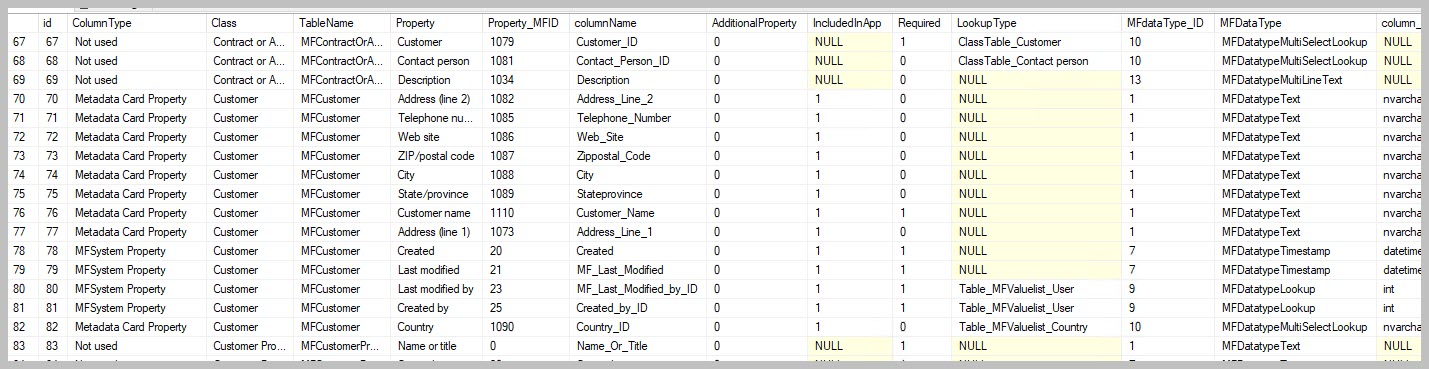 id ColumnType Class TableName Property Property_MFID columnName AdditionalProperty IncludedInApp Required LookupType MFdataType_ID MFDataType column_
67 67 Not used Contract or A... MFContractOrA... Customer 1079 Customer_ID 0 NULL 1 ClassTable_Customer 10 MFDatatypeMultiSelectLookup NULL
68 68 Not used Contract or A... MFContractOrA... Contact person 1081 Contact_Person_ID 0 NULL 0 ClassTable_Contact person 10 MFDatatypeMultiSelectLookup NULL
69 69 Not used Contract or A... MFContractOrA... Description 1034 Description 0 NULL 0 NULL 13 MFDatatypeMultiLineText NULL
70 70 Metadata Card Property Customer MFCustomer Address (line 2) 1082 Address_Line_2 0 1 0 NULL 1 MFDatatypeText nvarcha
71 71 Metadata Card Property Customer MFCustomer Telephone nu... 1085 Telephone_Number 0 1 0 NULL 1 MFDatatypeText nvarcha
72 72 Metadata Card Property Customer MFCustomer Web site 1086 Web_Site 0 1 0 NULL 1 MFDatatypeText nvarcha
73 73 Metadata Card Property Customer MFCustomer ZIP/postal code 1087 Zippostal_Code 0 1 0 NULL 1 MFDatatypeText nvarcha
74 74 Metadata Card Property Customer MFCustomer City 1088 City 0 1 0 NULL 1 MFDatatypeText nvarcha
75 75 Metadata Card Property Customer MFCustomer State/province 1089 Stateprovince 0 1 0 NULL 1 MFDatatypeText nvarcha
76 76 Metadata Card Property Customer MFCustomer Customer name 1110 Customer_Name 0 1 1 NULL 1 MFDatatypeText nvarcha
77 77 Metadata Card Property Customer MFCustomer Address (line 1) 1073 Address_Line_1 0 1 0 NULL 1 MFDatatypeText nvarcha
78 78 MFSystem Property Customer MFCustomer Created 20 Created 0 1 1 NULL 7 MFDatatypeTimestamp datetime
79 79 MFSystem Property Customer MFCustomer Last modified 21 MF_Last_Modified 0 1 1 NULL 7 MFDatatypeTimestamp datetime
80 80 MFSystem Property Customer MFCustomer Last modified by 23 MF_Last_Modified_by_ID 0 1 1 Table_MFValuelist_User 9 MFDatatypeLookup int
81 81 MFSystem Property Customer MFCustomer Created by 25 Created_by_ID 0 1 1 Table_MFValuelist_User 9 MFDatatypeLookup int
82 82 Metadata Card Property Customer MFCustomer Country 1090 Country_ID 0 1 0 Table_MFValuelist_Country 10 MFDatatypeMultiSelectLookup nvarcha
83 83 Not used Customer Pro... MFCustomerPr... Name or title 0 Name_Or_Title 0 NULL 1 NULL 1 MFDatatypeText NULL